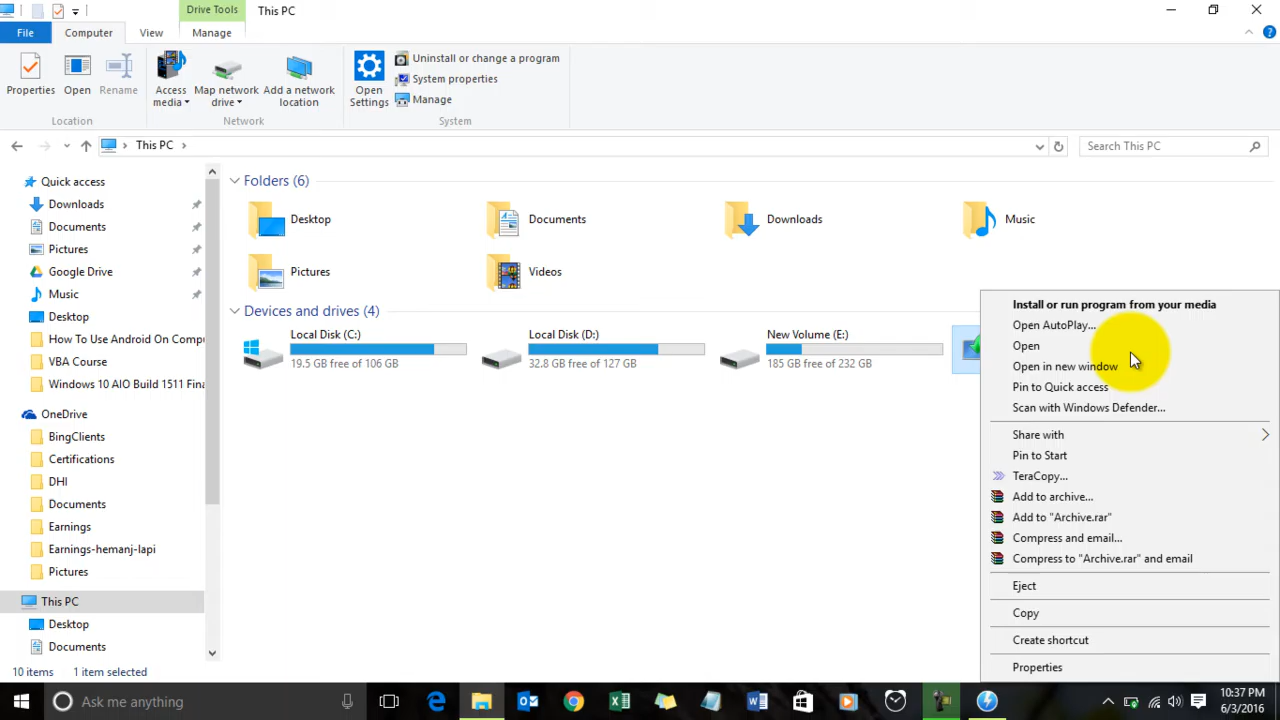 Drive Tools
This PC
File
Computer
View
Manage
Properties
Open
Rename
Access media
Map network drive
Add a network location
Open Settings
Uninstall or change a program
System properties
Manage
Location
Network
System
This PC
Search This PC
Quick access
Downloads
Documents
Pictures
Google Drive
Music
Desktop
How To Use Android On Compu
VBA Course
Windows 10 AIO Build 1511 Fina
OneDrive
BingClients
Certifications
DHI
Documents
Earnings
Earnings-hemanj-lapi
Pictures
This PC
Desktop
Documents
Folders (6)
Desktop
Documents
Downloads
Music
Pictures
Videos
Devices and drives (4)
Local Disk (C:)
19.5 GB free of 106 GB
Local Disk (D:)
32.8 GB free of 127 GB
New Volume (E:)
185 GB free of 232 GB
Install or run program from your media
Open AutoPlay...
Open
Open in new window
Pin to Quick access
Scan with Windows Defender...
Share with
Pin to Start
TeraCopy...
Add to archive...
Add to "Archive.rar"
Compress and email...
Compress to "Archive.rar" and email
Eject
Copy
Create shortcut
Properties
10 items
1 item selected
Ask me anything
10:37 PM
6/3/2016